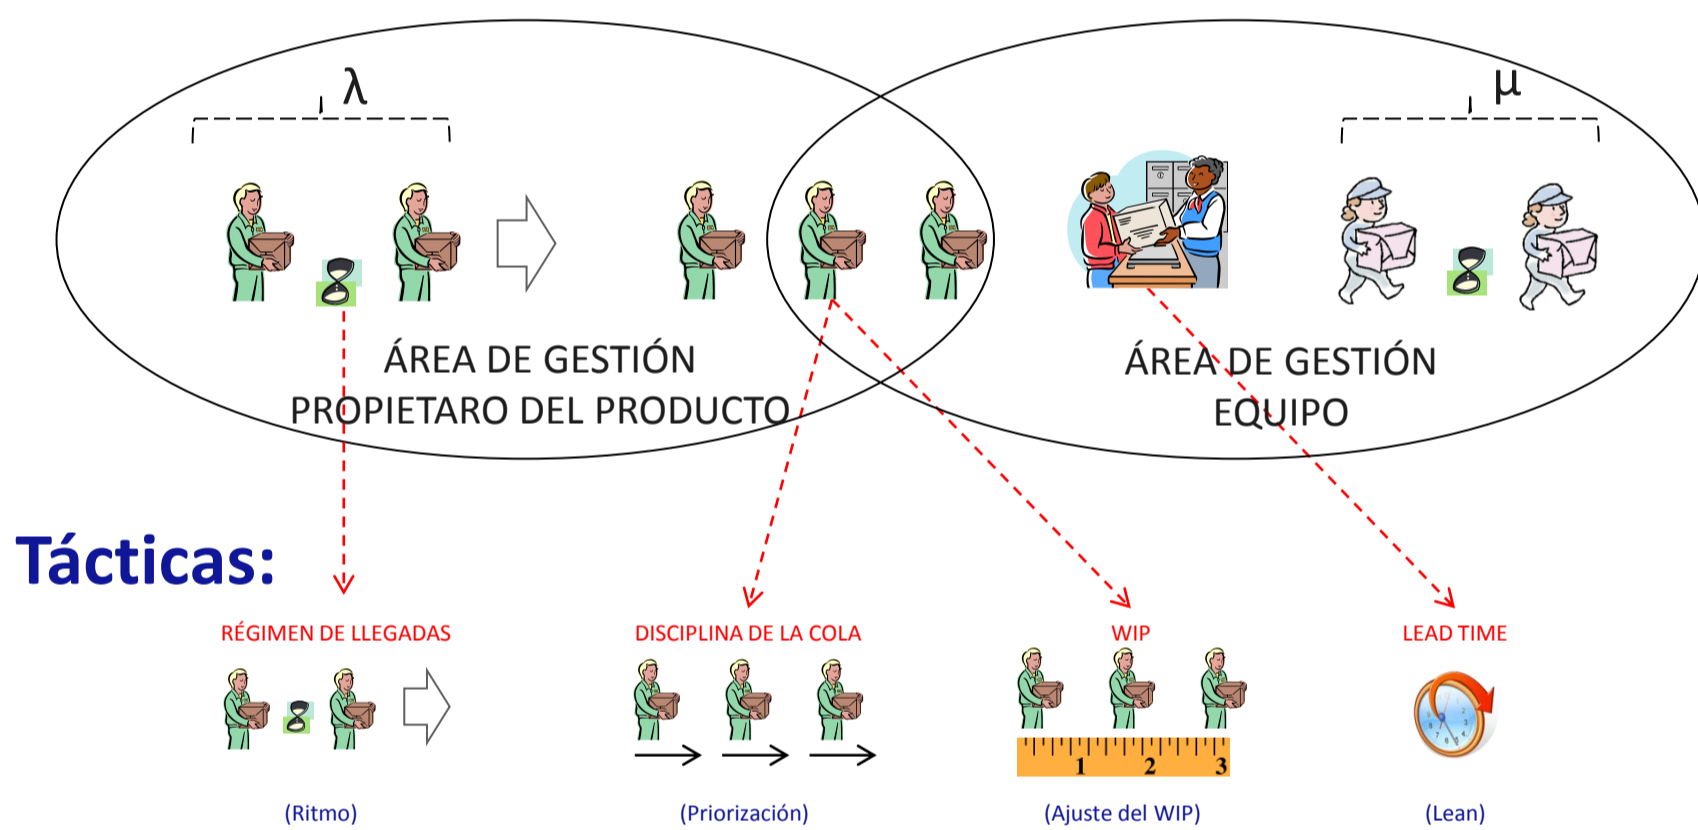 λ
μ
ÁREA DE GESTIÓN
PROPIETARO DEL PRODUCTO
ÁREA DE GESTIÓN
EQUIPO
Tácticas:
RÉGIMEN DE LLEGADAS
DISCIPLINA DE LA COLA
WIP
LEAD TIME
1 2 3
(Ritmo)
(Priorización)
(Ajuste del WIP)
(Lean)